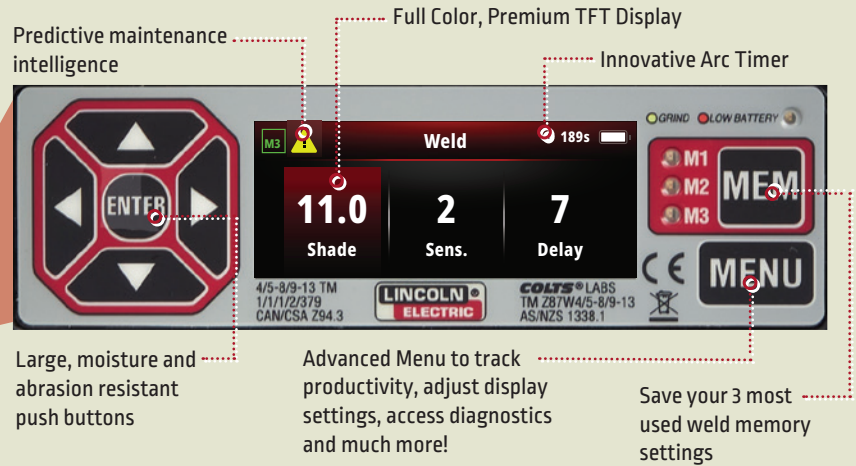 Full Color, Premium TFT Display
Predictive maintenance
intelligence
Innovative Arc Timer
GRIND LOW BATTERY
M3 Weld 189s
ENTER
11.0 2 7
Shade Sens. Delay
M1
M2
M3
MEM
MENU
4/5-8/9-13 TM
1/1/1/2/379
CAN/CSA Z94.3
LINCOLN ®
ELECTRIC
COLTS® LABS
TM Z87W4/5-8/9-13
AS/NZS 1338.1
CE
Large, moisture and
abrasion resistant
push buttons
Advanced Menu to track
productivity, adjust display
settings, access diagnostics
and much more!
Save your 3 most
used weld memory
settings